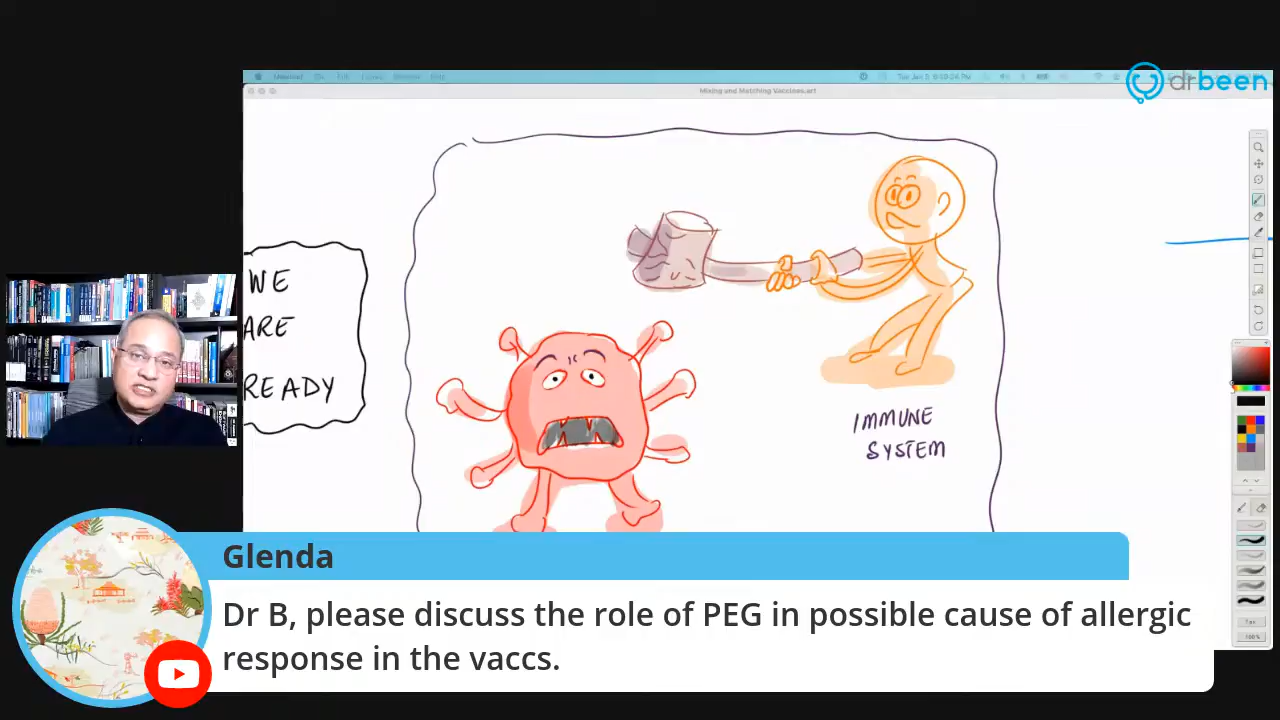 drbeen
Mixing and Matching Vaccines.art
WE
ARE
READY
IMMUNE
SYSTEM
Glenda
Dr B, please discuss the role of PEG in possible cause of allergic
response in the vaccs.
100%